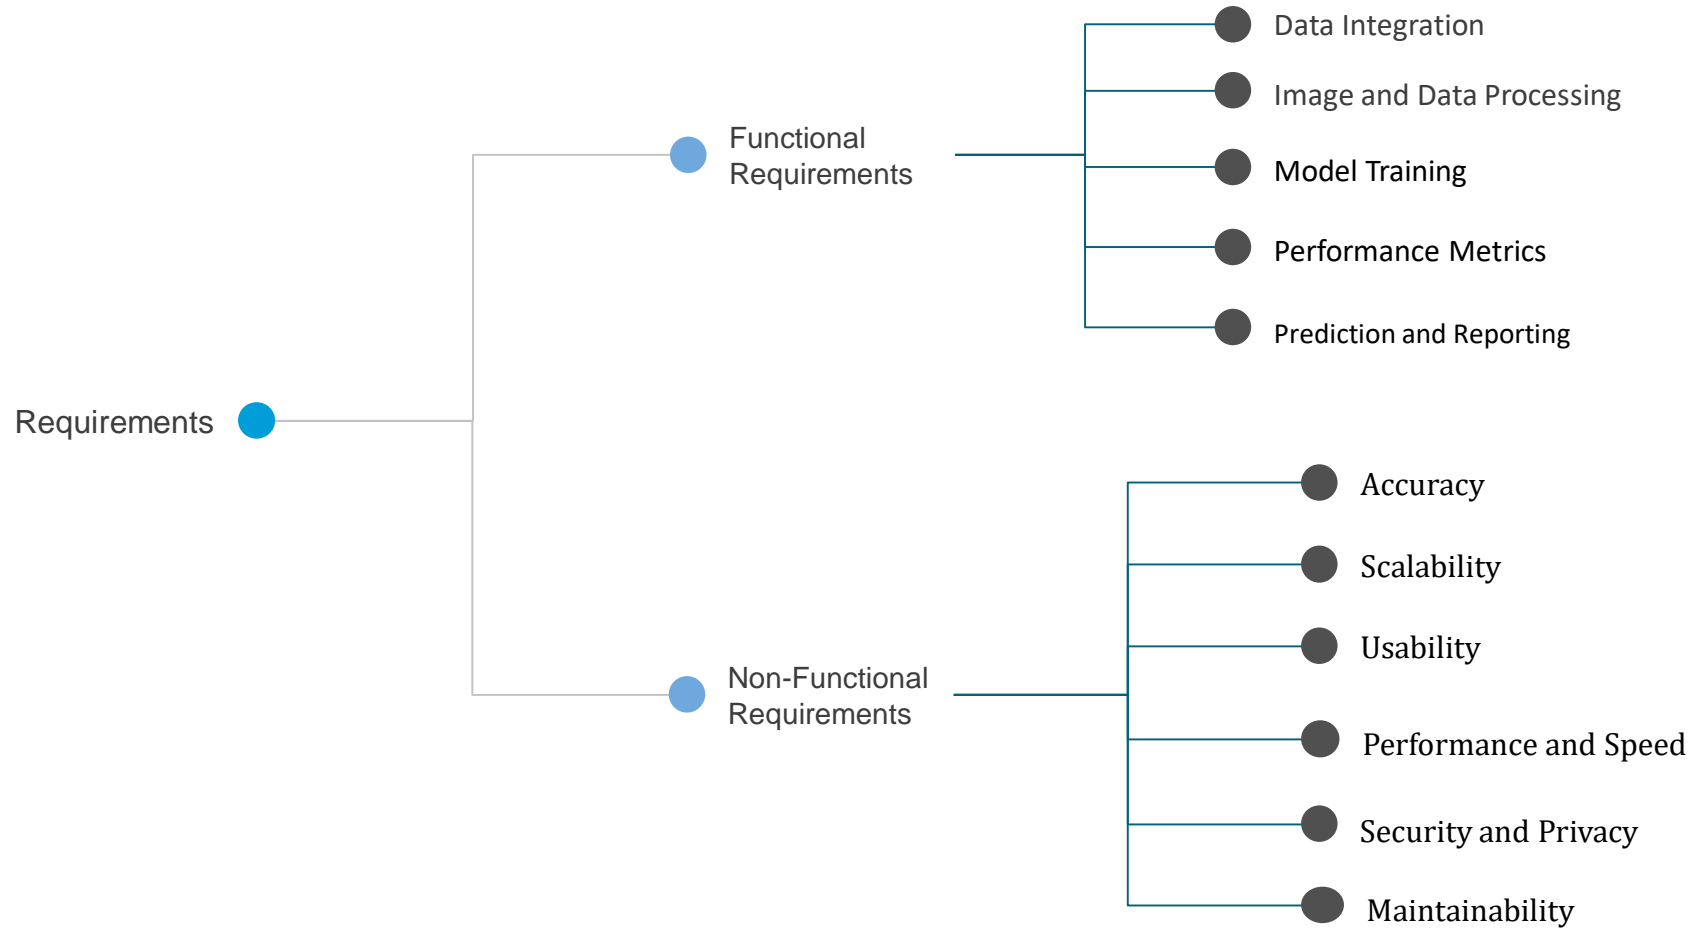 Requirements
Functional
Requirements
Data Integration
Image and Data Processing
Model Training
Performance Metrics
Prediction and Reporting
Non-Functional
Requirements
Accuracy
Scalability
Usability
Performance and Speed
Security and Privacy
Maintainability